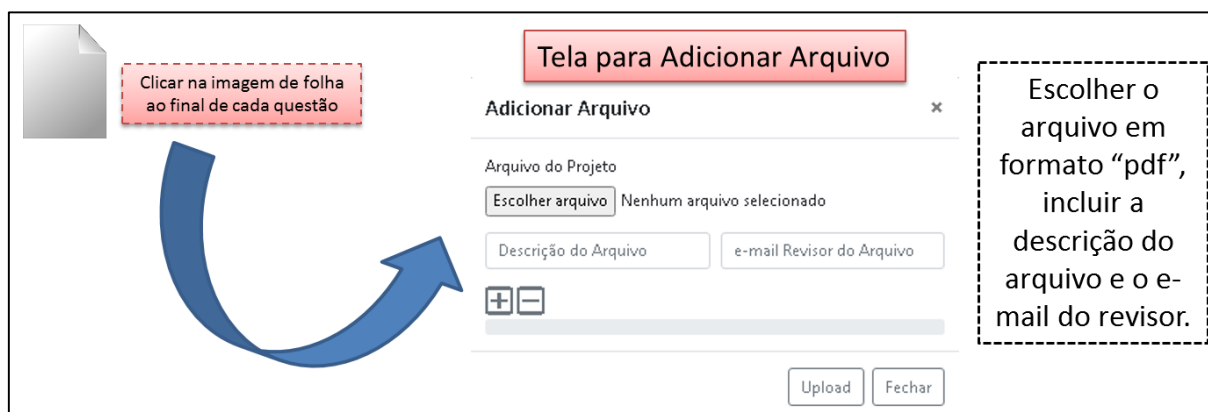 Clicar na imagem de folha
ao final de cada questão
Tela para Adicionar Arquivo
Adicionar Arquivo ×
Arquivo do Projeto
Escolher arquivo Nenhum arquivo selecionado
Descrição do Arquivo e-mail Revisor do Arquivo
Upload Fechar
Escolher o
arquivo em
formato “pdf”,
incluir a
descrição do
arquivo e o e-
mail do revisor.